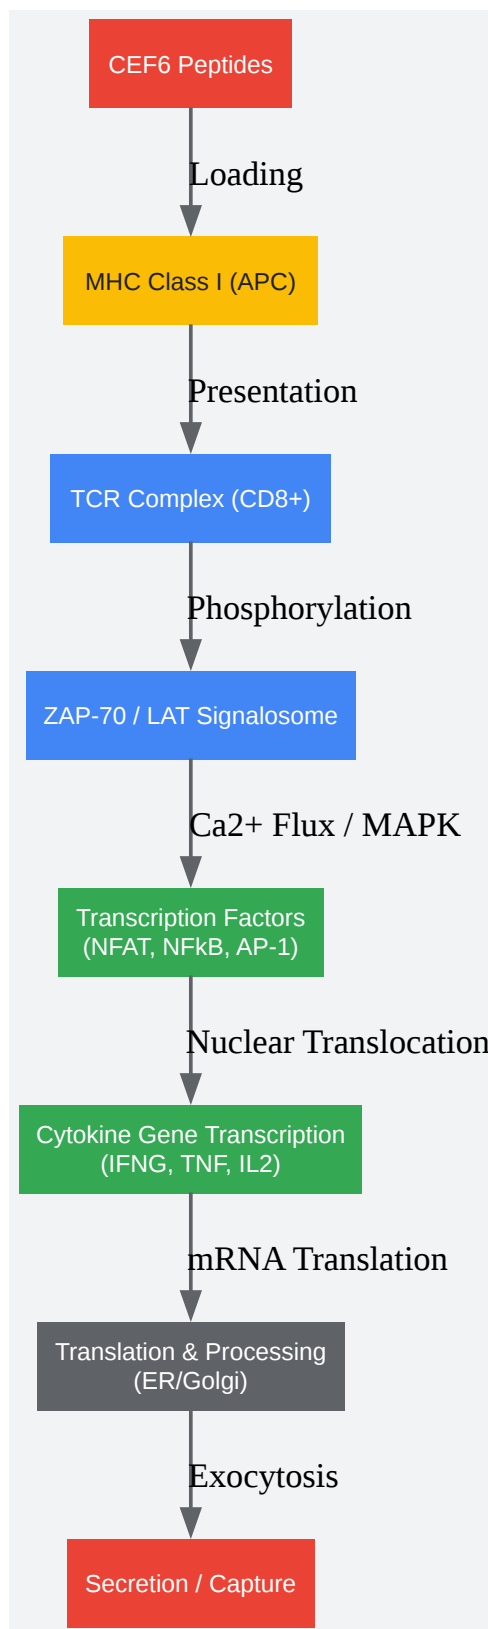 CEF6 Peptides
Loading
MHC Class I (APC)
Presentation
TCR Complex (CD8+)
Phosphorylation
ZAP-70 / LAT Signalosome
Ca2+ Flux / MAPK
Transcription Factors
(NFAT, NFkB, AP-1)
Nuclear Translocation
Cytokine Gene Transcription
(IFNG, TNF, IL2)
mRNA Translation
Translation & Processing
(ER/Golgi)
Exocytosis
Secretion / Capture